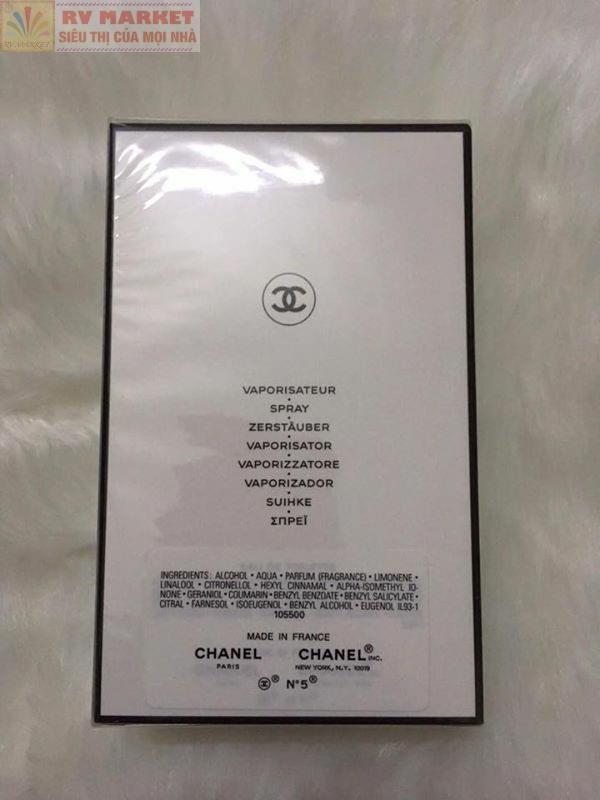 RV MARKET
SIÊU THỊ CỦA MỌI NHÀ
RV MARKET
VAPORISATEUR
SPRAY
ZERSTÄUBER
VAPORISATOR
VAPORIZZATORE
VAPORIZADOR
SUIHKE
ΣΠΡΕΪ
INGREDIENTS: ALCOHOL • AQUA • PARFUM (FRAGRANCE) • LIMONENE •
LINALOOL • CITRONELLOL • HEXYL CINNAMAL • ALPHA-ISOMETHYL IO-
NONE • GERANIOL • COUMARIN • BENZYL BENZOATE • BENZYL SALICYLATE •
CITRAL • FARNESOL • ISOEUGENOL • BENZYL ALCOHOL • EUGENOL IL93-1
105500
MADE IN FRANCE
CHANEL CHANEL® INC.
PARIS NEW YORK, N.Y. 10019
® N°5®